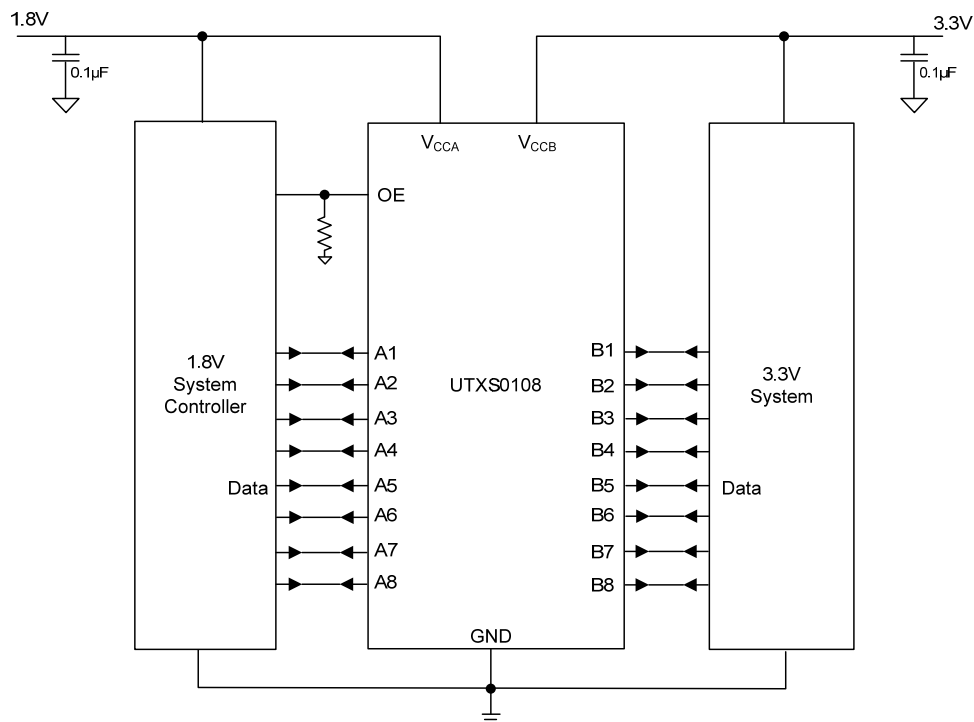 1.8V
3.3V
0.1µF
0.1µF
VCCA
VCCB
OE
A1
B1
1.8V
System
Controller
A2
UTXS0108
B2
3.3V
System
A3
B3
A4
B4
Data
A5
B5
Data
A6
B6
A7
B7
A8
B8
GND